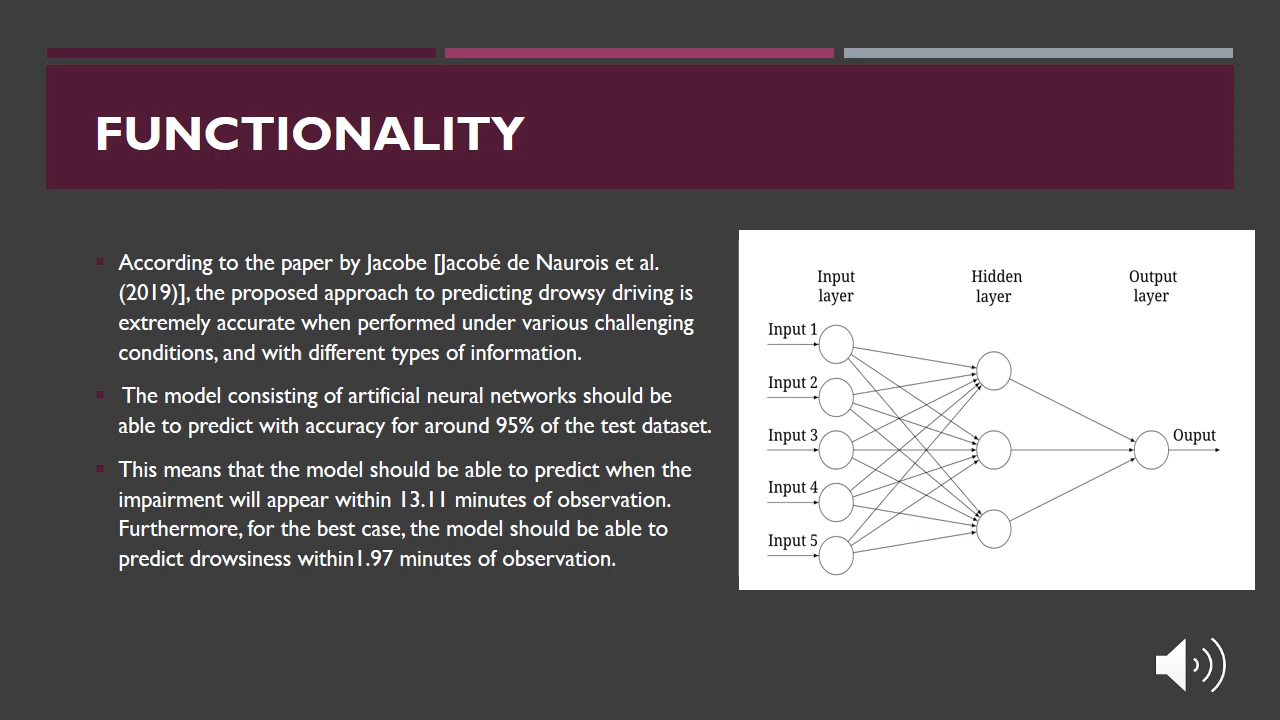 FUNCTIONALITY
According to the paper by Jacobe [Jacobé de Naurois et al.
(2019)], the proposed approach to predicting drowsy driving is
extremely accurate when performed under various challenging
conditions, and with different types of information.
The model consisting of artificial neural networks should be
able to predict with accuracy for around 95% of the test dataset.
This means that the model should be able to predict when the
impairment will appear within 13.11 minutes of observation.
Furthermore, for the best case, the model should be able to
predict drowsiness within1.97 minutes of observation.
Input
layer
Hidden
layer
Output
layer
Input 1
Input 2
Input 3
Input 4
Input 5
Ouput